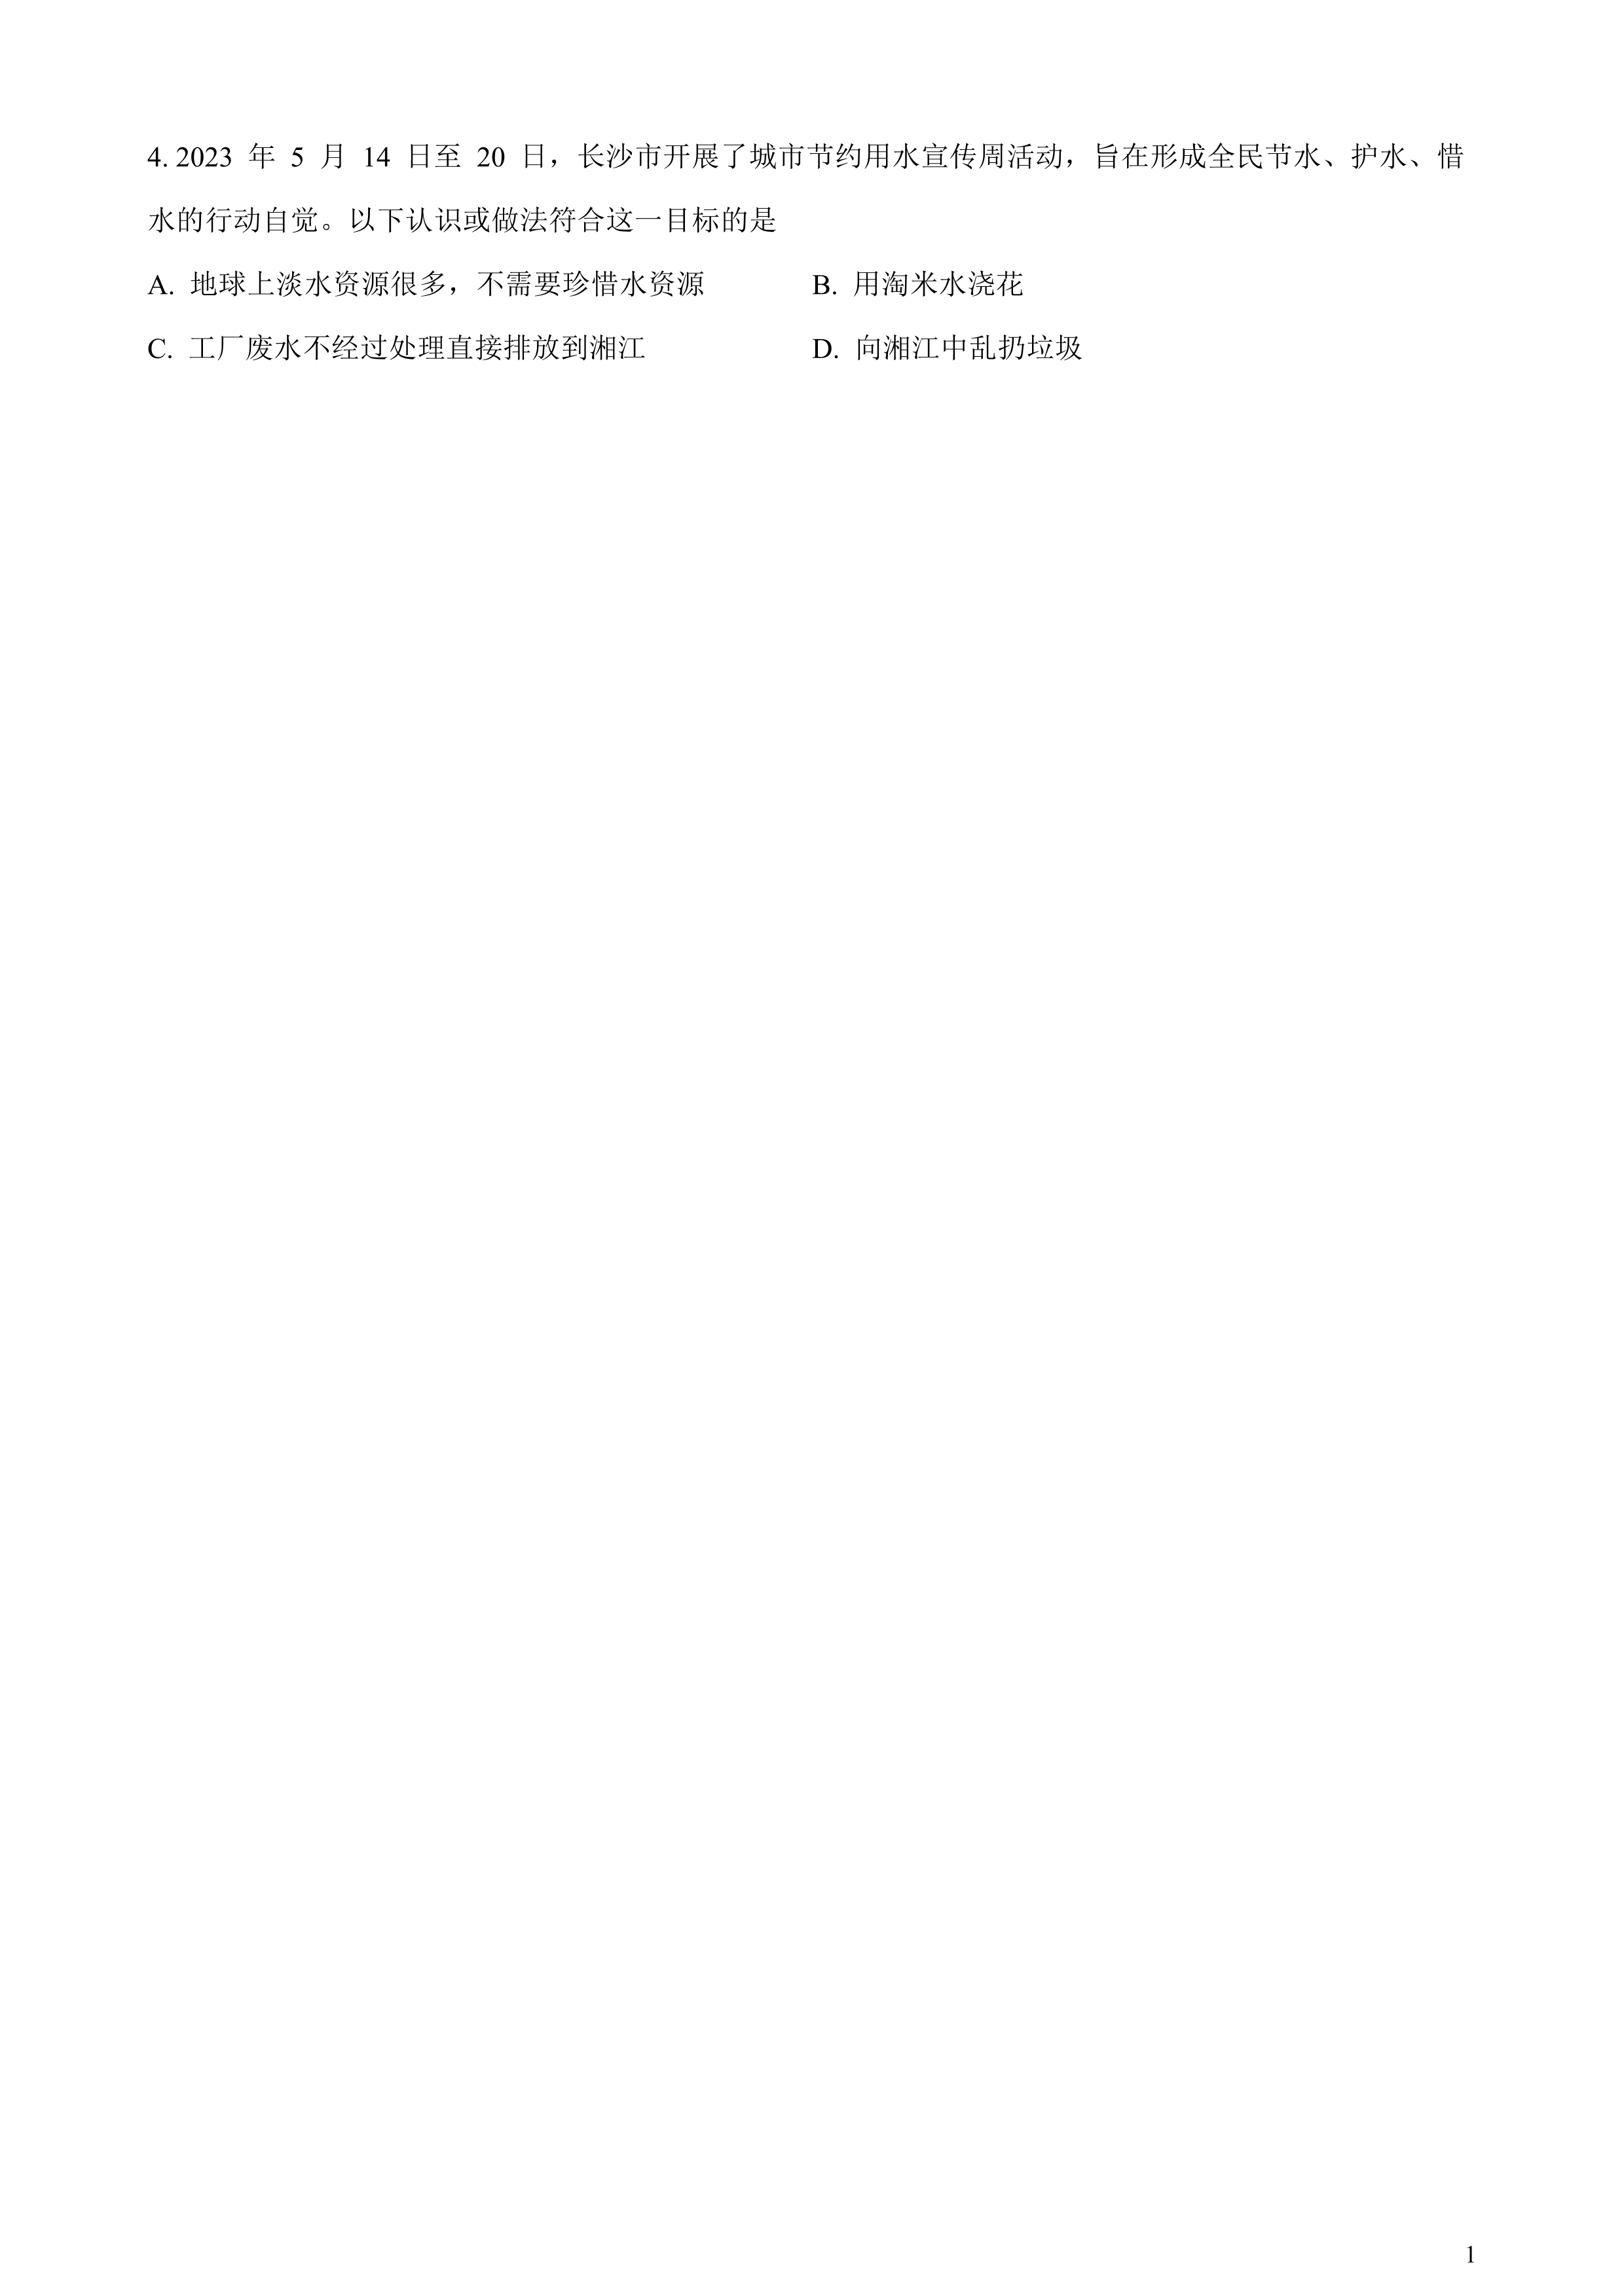 4. 2023 年 5 月 14 日至 20 日，长沙市开展了城市节约用水宣传周活动，旨在形成全民节水、护水、惜
水的行动自觉。以下认识或做法符合这一目标的是
A. 地球上淡水资源很多，不需要珍惜水资源 B. 用淘米水浇花
C. 工厂废水不经过处理直接排放到湘江 D. 向湘江中乱扔垃圾
1